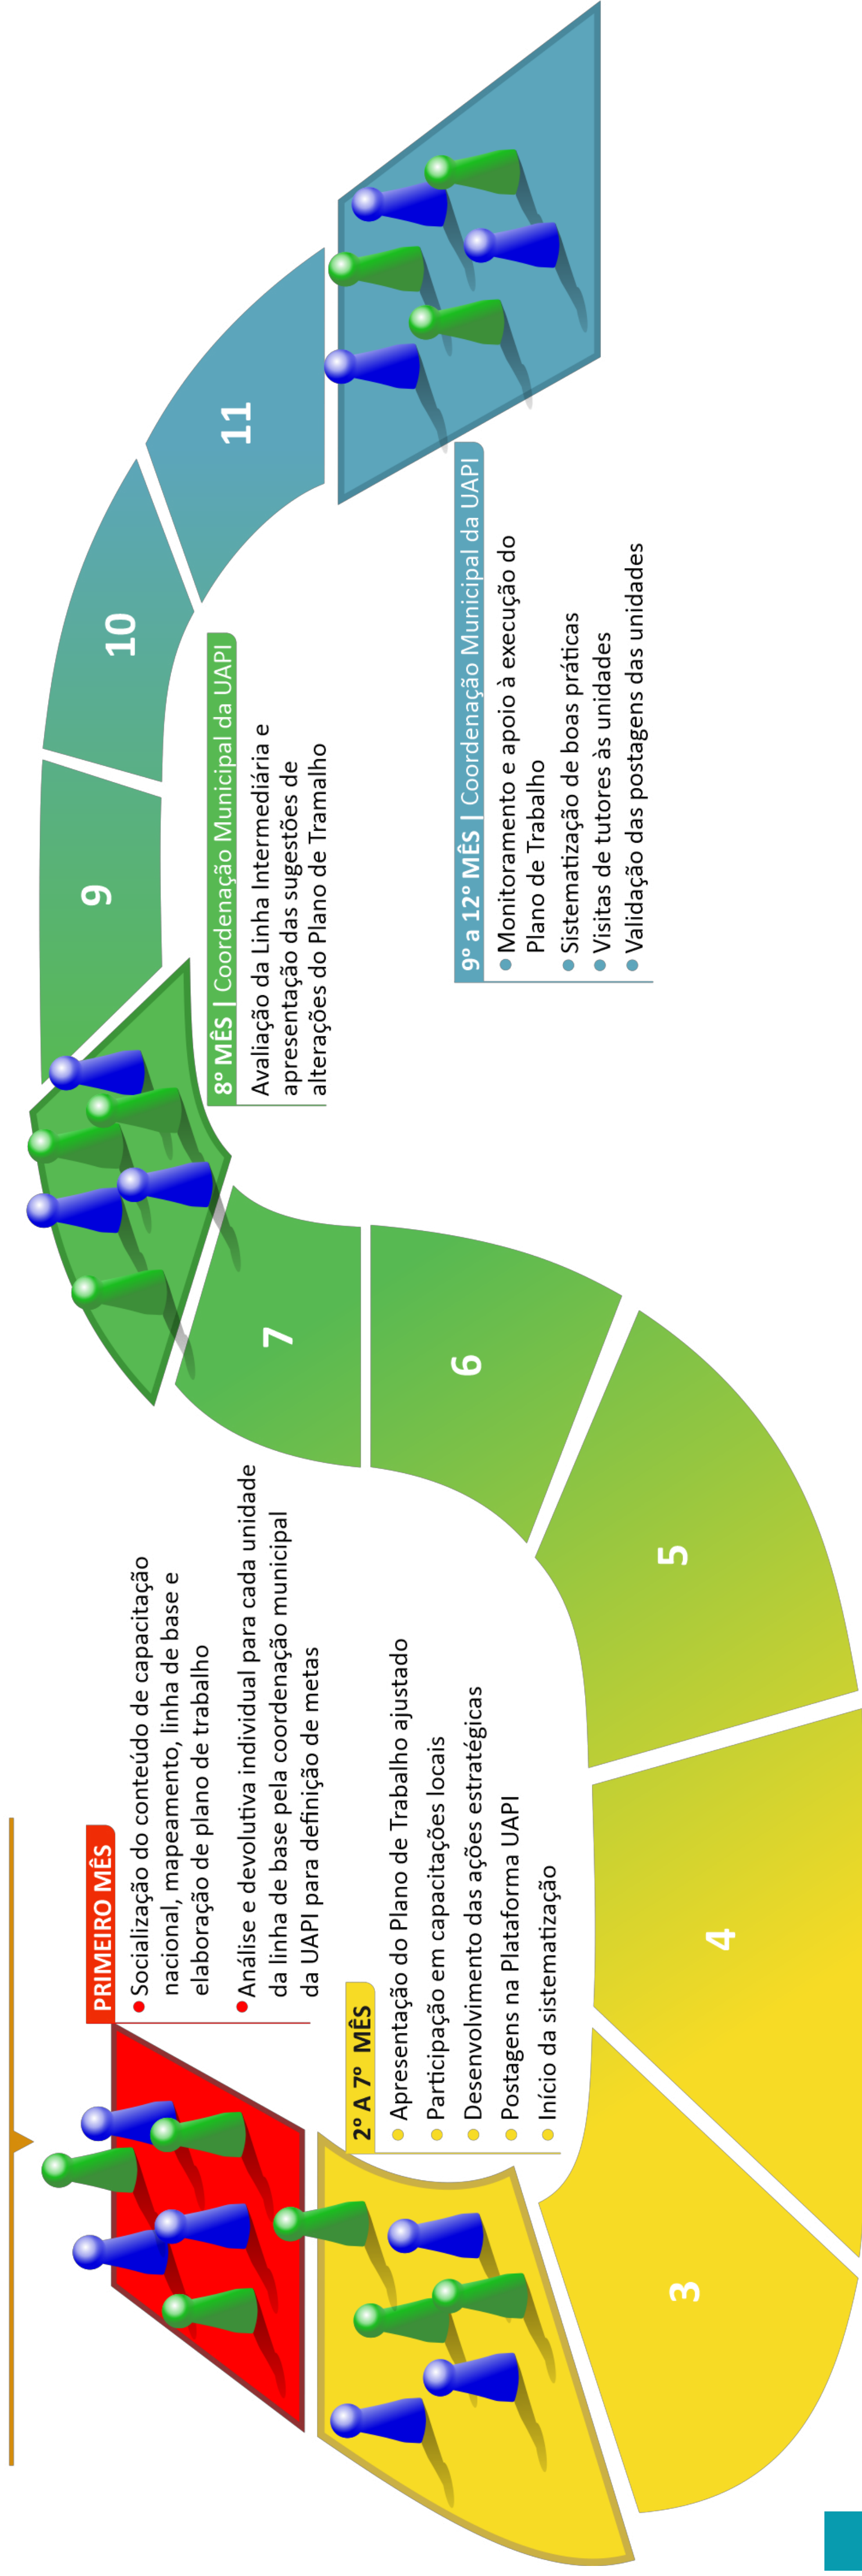 PRIMEIRO MÊS
Socialização do conteúdo de capacitação
nacional, mapeamento, linha de base e
elaboração de plano de trabalho
Análise e devolutiva individual para cada unidade
da linha de base pela coordenação municipal
da UAPI para definição de metas
2º A 7º MÊS
Apresentação do Plano de Trabalho ajustado
Participação em capacitações locais
Desenvolvimento das ações estratégicas
Postagens na Plataforma UAPI
Início da sistematização
3
4
5
6
7
8º MÊS | Coordenação Municipal da UAPI
Avaliação da Linha Intermediária e
apresentação das sugestões de
alterações do Plano de Tramalho
9
10
11
9º a 12º MÊS | Coordenação Municipal da UAPI
Monitoramento e apoio à execução do
Plano de Trabalho
Sistematização de boas práticas
Visitas de tutores às unidades
Validação das postagens das unidades